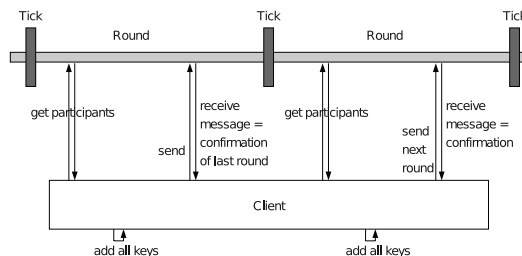 Tick
Tick
Tick
Round
Round
get participants
send
receive
message =
confirmation
of last round
get participants
send
next
round
receive
message =
confirmation
Client
add all keys
add all keys